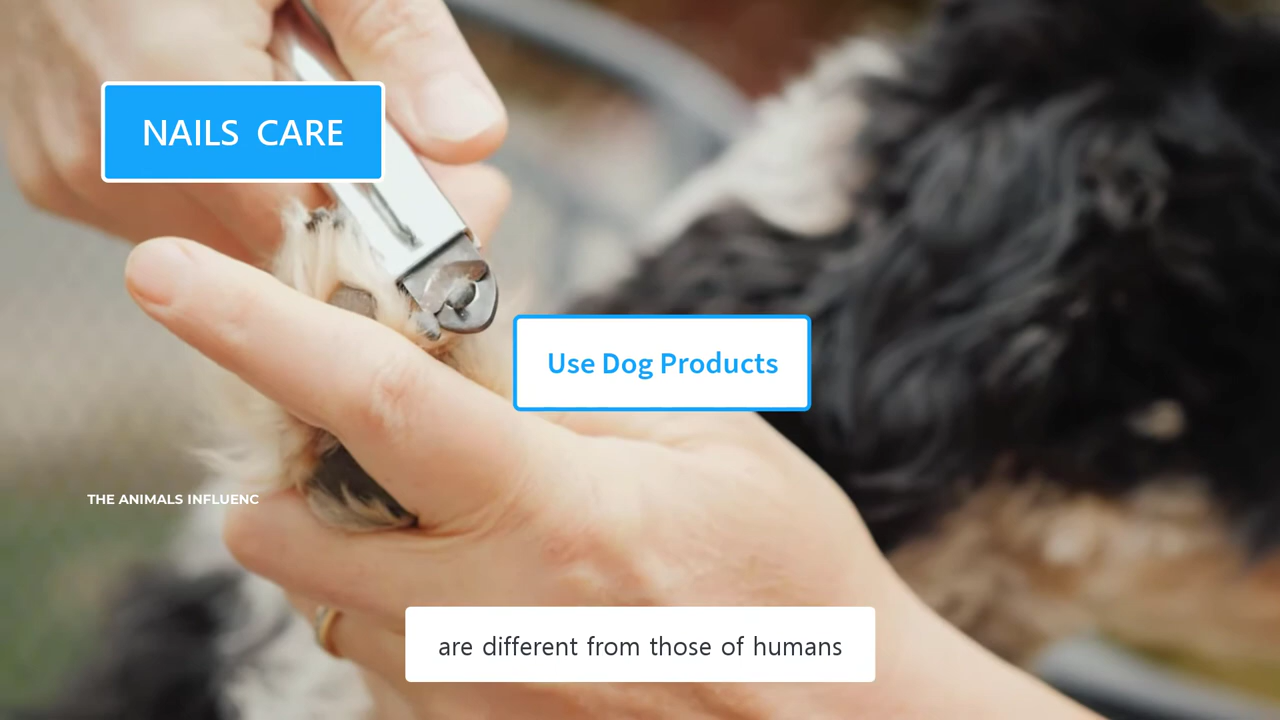 NAILS CARE
Use Dog Products
THE ANIMALS INFLUENC
are different from those of humans